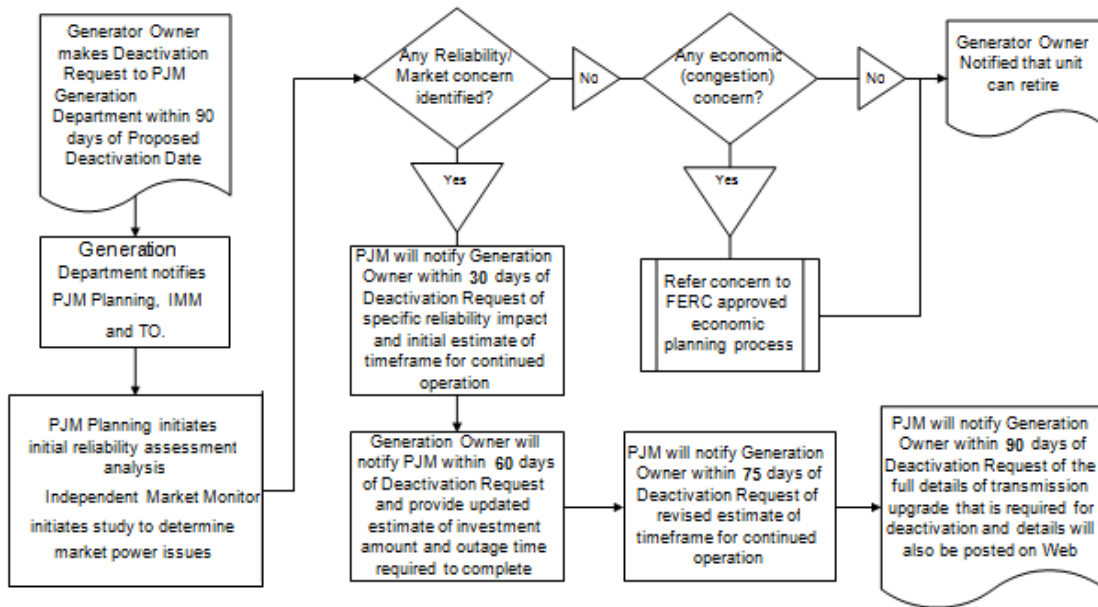 Generator Owner
makes Deactivation
Request to PJM
Generation
Department within 90
days of Proposed
Deactivation Date
Generation
Department notifies
PJM Planning, IMM
and TO.
PJM Planning initiates
initial reliability assessment
analysis
Independent Market Monitor
initiates study to determine
market power issues
Any Reliability/
Market concern
identified?
No
Any economic
(congestion)
concern?
No
Generator Owner
Notified that unit
can retire
Yes
Yes
PJM will notify Generation
Owner within 30 days of
Deactivation Request of
specific reliability impact
and initial estimate of
timeframe for continued
operation
Refer concern to
FERC approved
economic
planning process
Generation Owner will
notify PJM within 60 days
of Deactivation Request
and provide updated
estimate of investment
amount and outage time
required to complete
PJM will notify Generation
Owner within 75 days of
Deactivation Request of
revised estimate of
timeframe for continued
operation
PJM will notify Generation
Owner within 90 days of
Deactivation Request of the
full details of transmission
upgrade that is required for
deactivation and details will
also be posted on Web